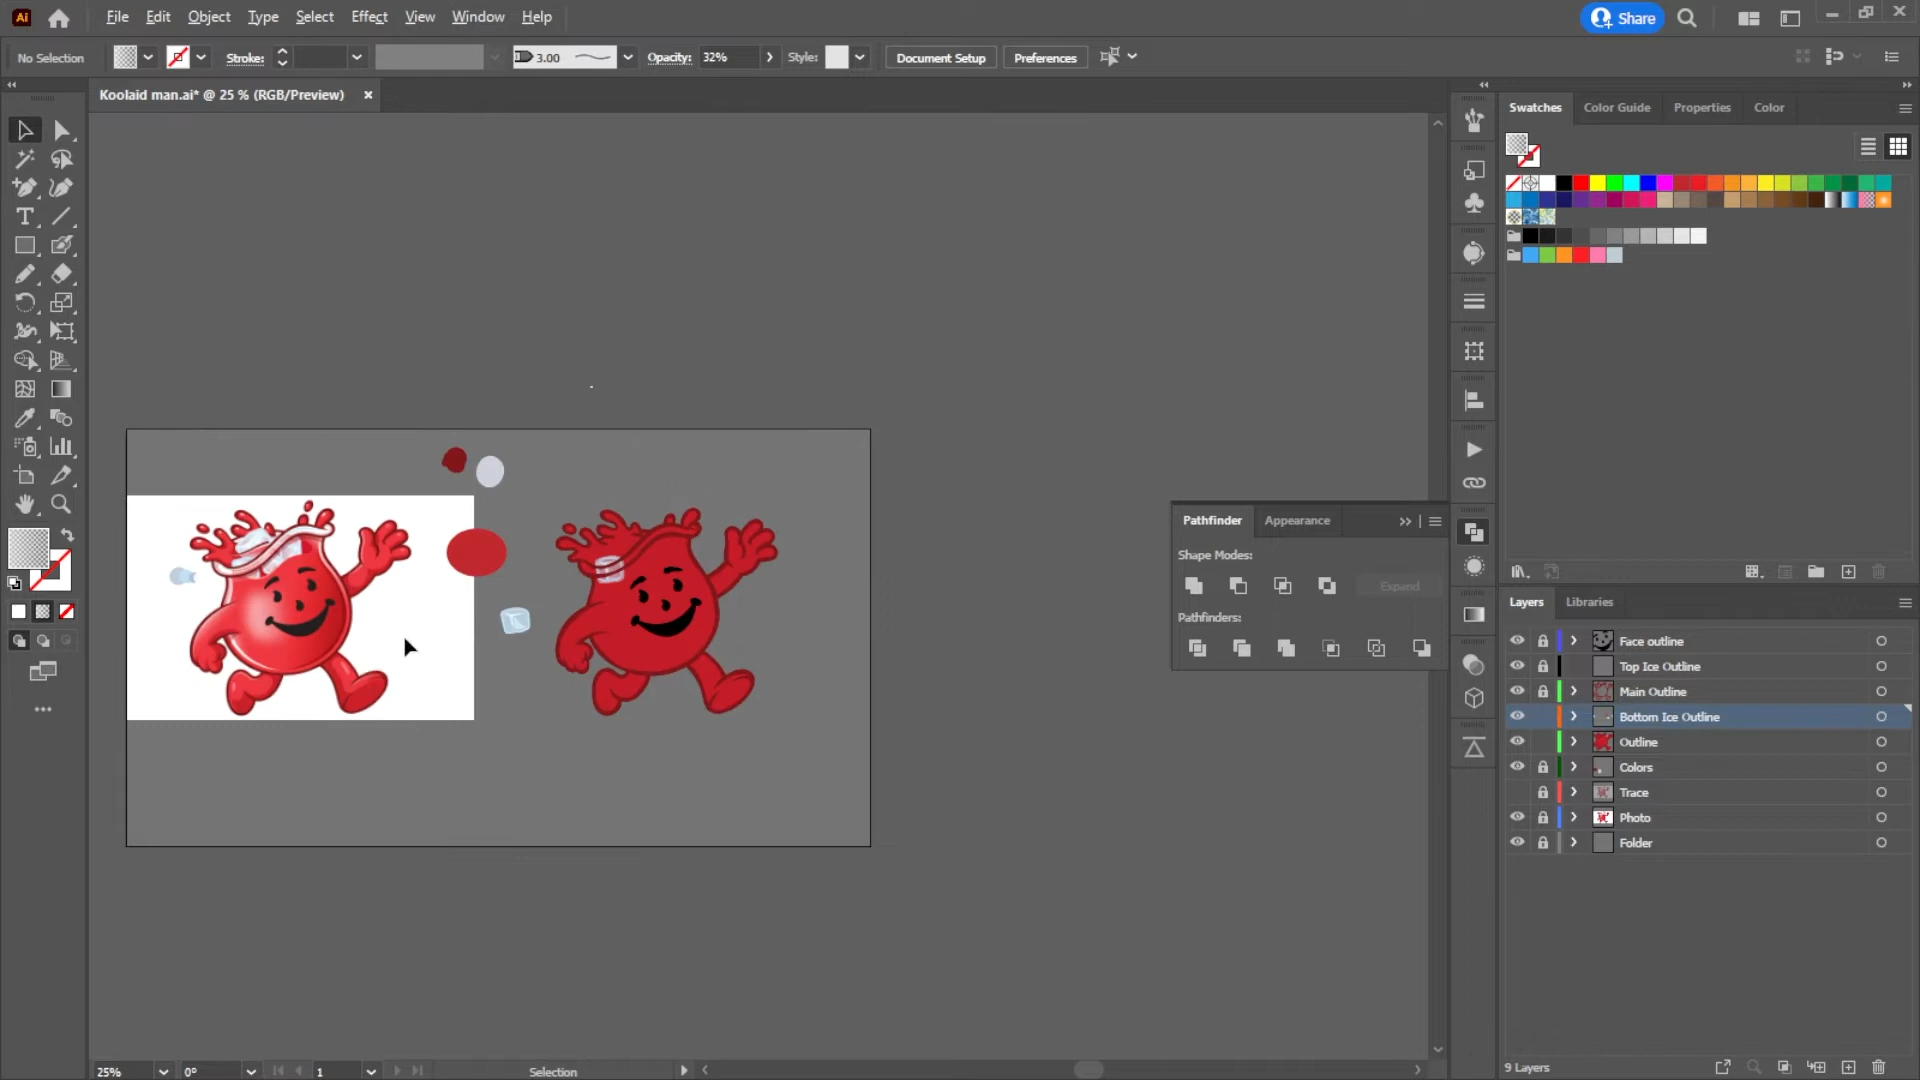 Ai File Edit Object Type Select Effect View Window Help Share
No Selection Stroke: 3.00 Opacity: 32% Style: Document Setup Preferences
Koolaid man.ai* @ 25 % (RGB/Preview)
Swatches Color Guide Properties Color
Pathfinder Appearance
Shape Modes:
Expand
Pathfinders:
Layers Libraries
Face outline
Top Ice Outline
Main Outline
Bottom Ice Outline
Outline
Colors
Trace
Photo
Folder
9 Layers
25% 0° 1 Selection